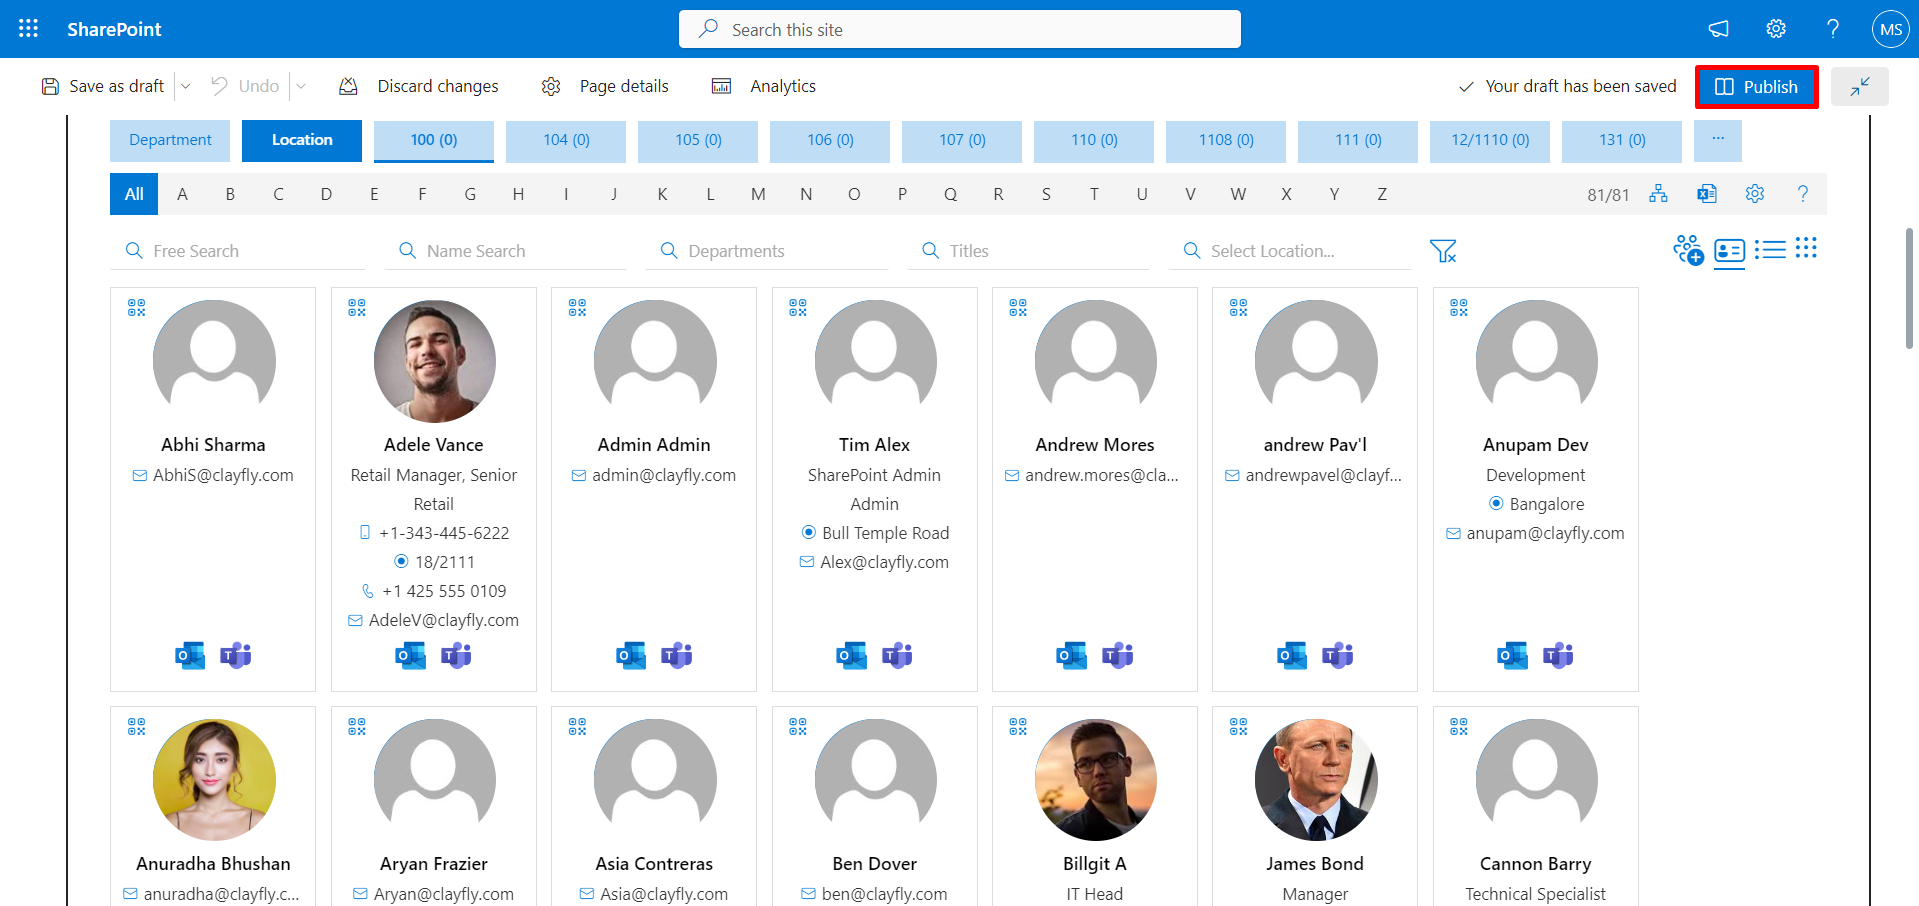 SharePoint
Search this site
MS
Save as draft
Undo
Discard changes
Page details
Analytics
Your draft has been saved
Publish
Department
Location
100 (0)
104 (0)
105 (0)
106 (0)
107 (0)
110 (0)
1108 (0)
111 (0)
12/1110 (0)
131 (0)
...
All A B C D E F G H I J K L M N O P Q R S T U V W X Y Z
81/81
Free Search
Name Search
Departments
Titles
Select Location...
Abhi Sharma
AbhiS@clayfly.com
Adele Vance
Retail Manager, Senior
Retail
+1-343-445-6222
18/2111
+1 425 555 0109
AdeleV@clayfly.com
Admin Admin
admin@clayfly.com
Tim Alex
SharePoint Admin
Admin
Bull Temple Road
Alex@clayfly.com
Andrew Mores
andrew.mores@cla...
andrew Pav'l
andrewpavel@clayf...
Anupam Dev
Development
Bangalore
anupam@clayfly.com
Anuradha Bhushan
anuradha@clayfly.c...
Aryan Frazier
Aryan@clayfly.com
Asia Contreras
Asia@clayfly.com
Ben Dover
ben@clayfly.com
Billgit A
IT Head
James Bond
Manager
Cannon Barry
Technical Specialist